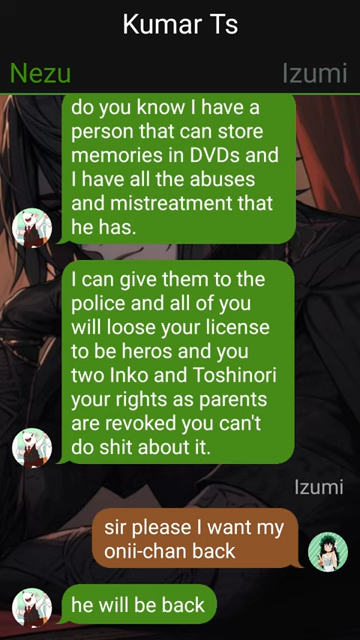 Kumar Ts
Nezu Izumi
do you know I have a
person that can store
memories in DVDs and
I have all the abuses
and mistreatment that
he has.
I can give them to the
police and all of you
will loose your license
to be heros and you
two Inko and Toshinori
your rights as parents
are revoked you can't
do shit about it.
Izumi
sir please I want my
onii-chan back
he will be back